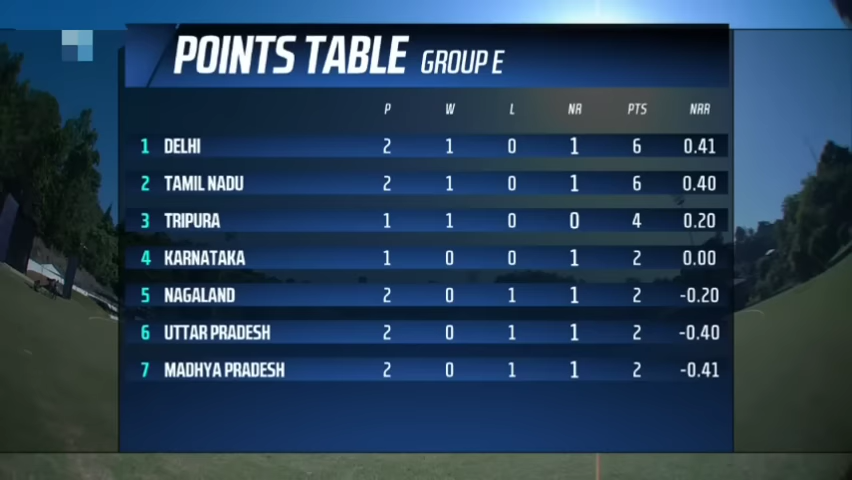 POINTS TABLE GROUP E
P W L NR PTS NRR
1 DELHI 2 1 0 1 6 0.41
2 TAMIL NADU 2 1 0 1 6 0.40
3 TRIPURA 1 1 0 0 4 0.20
4 KARNATAKA 1 0 0 1 2 0.00
5 NAGALAND 2 0 1 1 2 -0.20
6 UTTAR PRADESH 2 0 1 1 2 -0.40
7 MADHYA PRADESH 2 0 1 1 2 -0.41